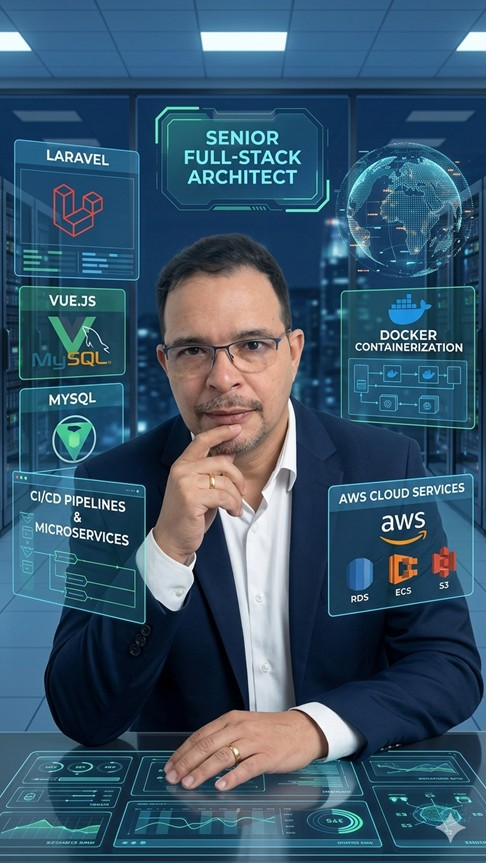 SENIOR
FULL-STACK
ARCHITECT
LARAVEL
VUE.JS
MySQL
MYSQL
CI/CD PIPELINES
&
MICROSERVICES
DOCKER
CONTAINERIZATION
AWS CLOUD SERVICES
aws
RDS
ECS
S3